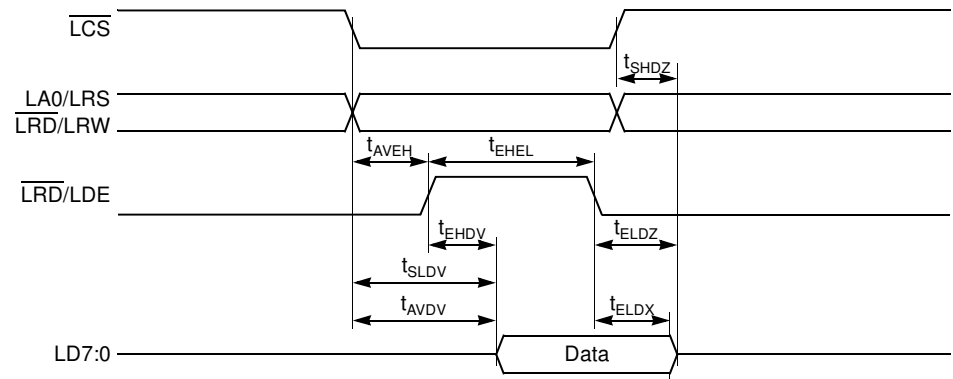 LCS
tSHDZ
LA0/LRS
LRD/LRW
tAVEH
tEHEL
LRD/LDE
tEHDV
tELDZ
tSLDV
tAVDV
tELDX
LD7:0
Data